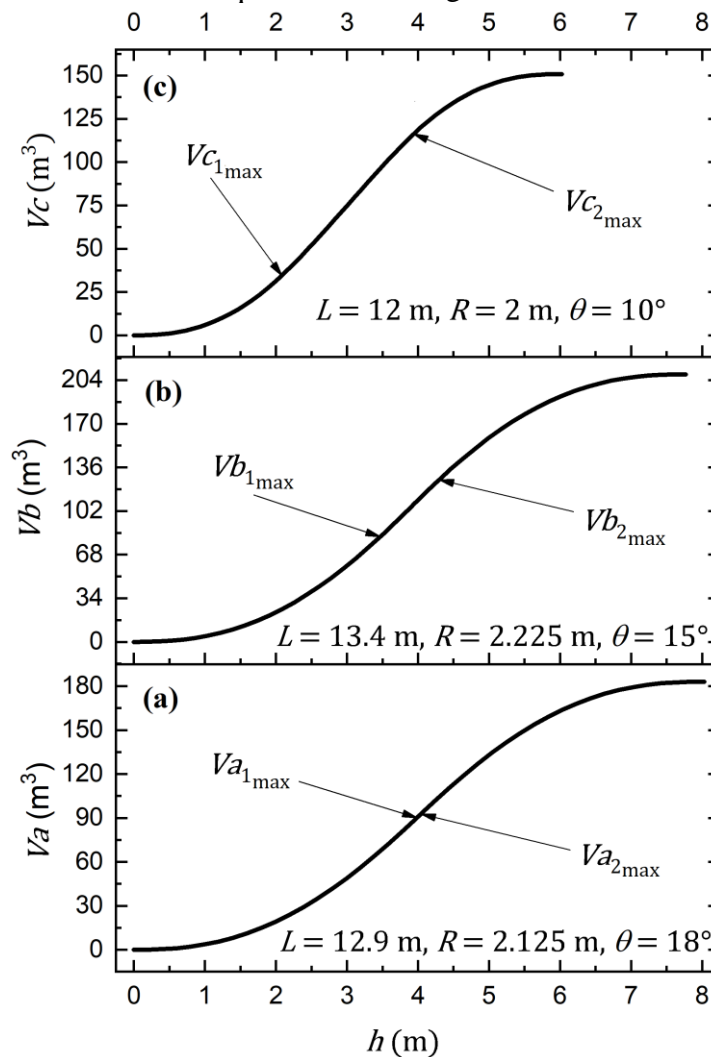 0 1 2 3 4 5 6 7 8
(c)
150
125
100
75
50
25
0
Vc (m³)
Vc₁ₘₐₓ
Vc₂ₘₐₓ
L = 12 m, R = 2 m, θ = 10°
(b)
204
170
136
102
68
34
0
Vb (m³)
Vb₁ₘₐₓ
Vb₂ₘₐₓ
L = 13.4 m, R = 2.225 m, θ = 15°
(a)
180
150
120
90
60
30
0
Va (m³)
Va₁ₘₐₓ
Va₂ₘₐₓ
L = 12.9 m, R = 2.125 m, θ = 18°
0 1 2 3 4 5 6 7 8
h (m)